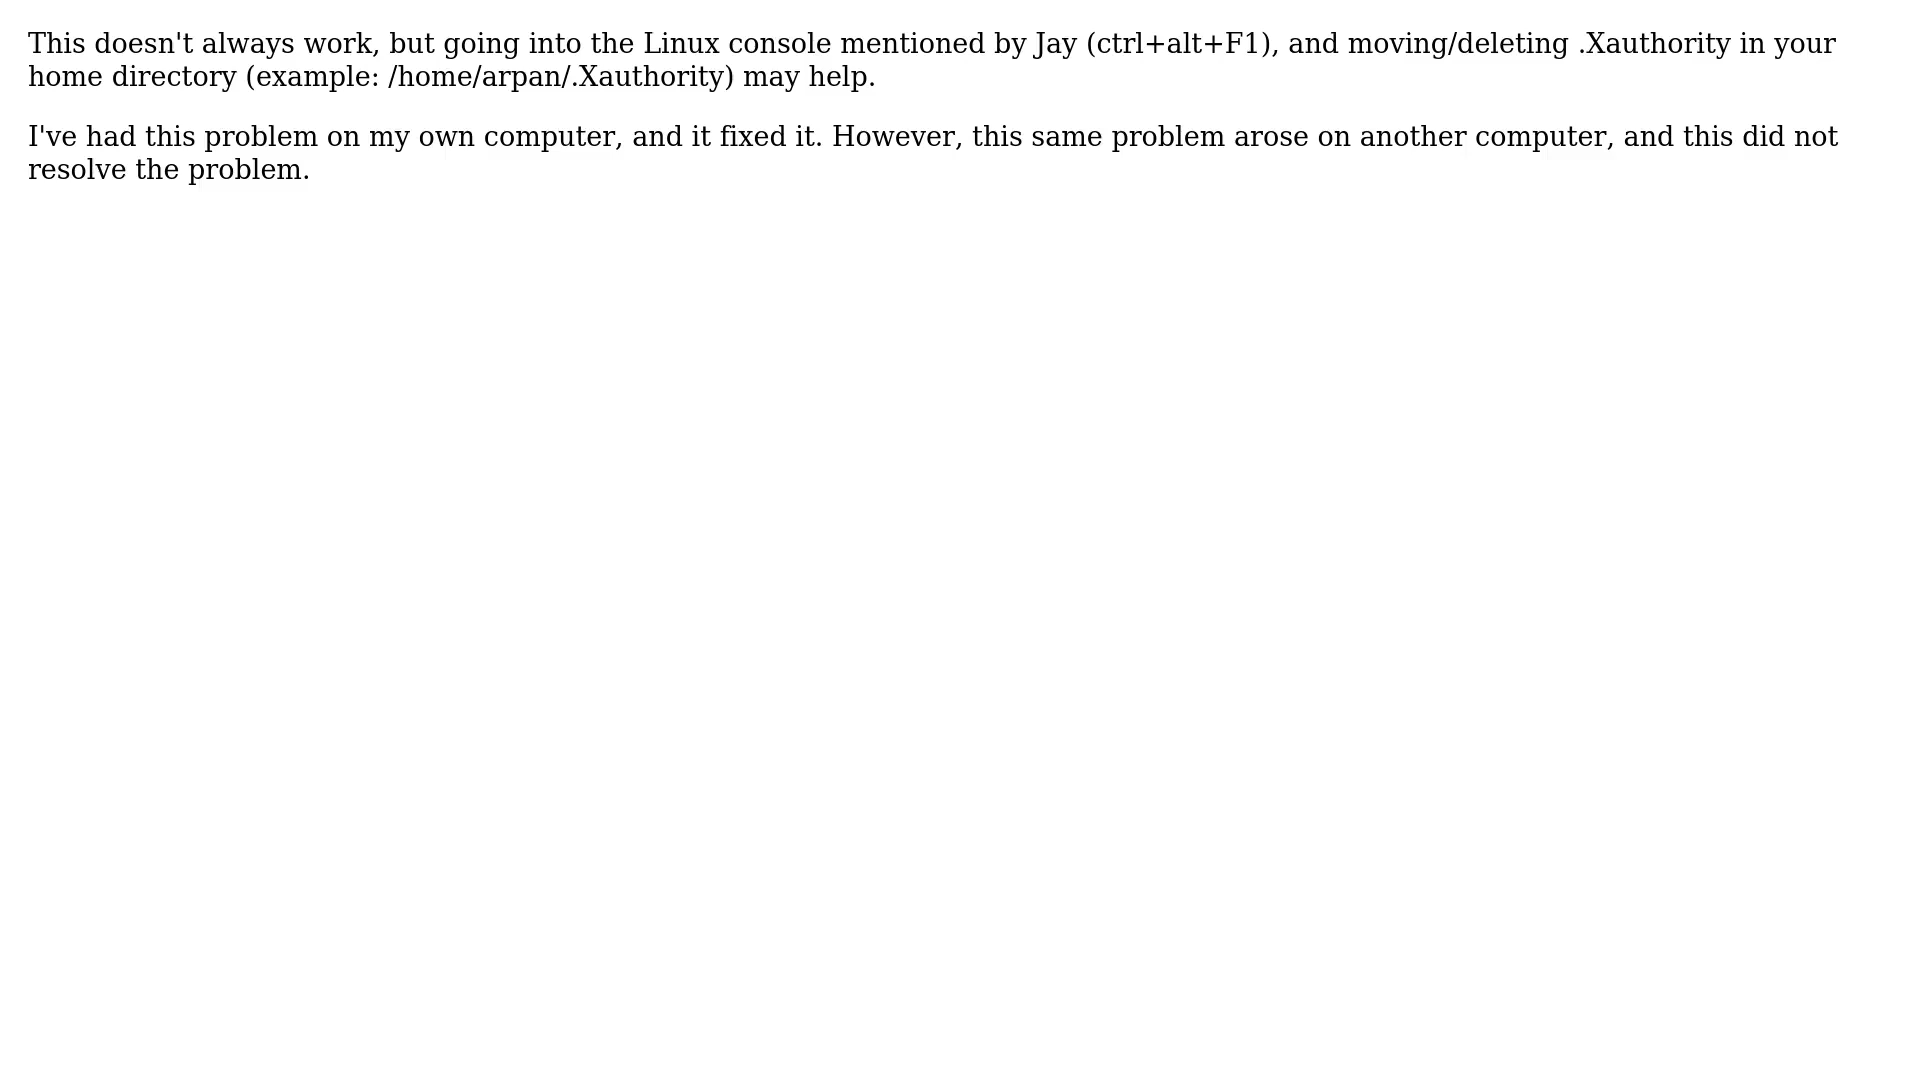 This doesn't always work, but going into the Linux console mentioned by Jay (ctrl+alt+F1), and moving/deleting .Xauthority in your
home directory (example: /home/arpan/.Xauthority) may help.
I've had this problem on my own computer, and it fixed it. However, this same problem arose on another computer, and this did not
resolve the problem.